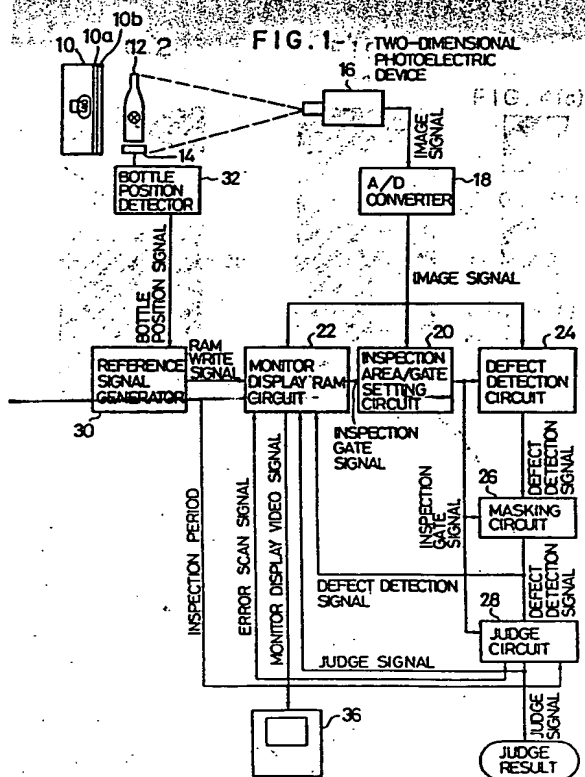 FIG. 1
10
10a
10b
12
14
TWO-DIMENSIONAL
PHOTOELECTRIC
DEVICE
16
IMAGE
SIGNAL
A/D
CONVERTER
18
BOTTLE
POSITION
DETECTOR
32
BOTTLE
POSITION SIGNAL
IMAGE SIGNAL
RAM
WRITE SIGNAL
REFERENCE
SIGNAL
GENERATOR
30
22
MONITOR
DISPLAY RAM
CIRCUIT
20
INSPECTION
AREA/GATE
SETTING
CIRCUIT
24
DEFECT
DETECTION
CIRCUIT
INSPECTION
GATE
SIGNAL
INSPECTION
GATE
SIGNAL
DEFECT
DETECTION
SIGNAL
26
MASKING
CIRCUIT
INSPECTION PERIOD
ERROR SCAN SIGNAL
MONITOR DISPLAY VIDEO SIGNAL
DEFECT DETECTION
SIGNAL
DEFECT
DETECTION
SIGNAL
28
JUDGE
CIRCUIT
JUDGE SIGNAL
JUDGE
SIGNAL
36
JUDGE
RESULT